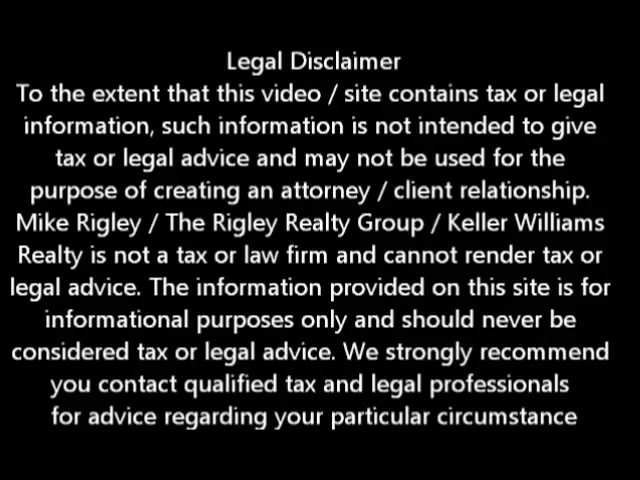 Legal Disclaimer
To the extent that this video / site contains tax or legal
information, such information is not intended to give
tax or legal advice and may not be used for the
purpose of creating an attorney / client relationship.
Mike Rigley / The Rigley Realty Group / Keller Williams
Realty is not a tax or law firm and cannot render tax or
legal advice. The information provided on this site is for
informational purposes only and should never be
considered tax or legal advice. We strongly recommend
you contact qualified tax and legal professionals
for advice regarding your particular circumstance